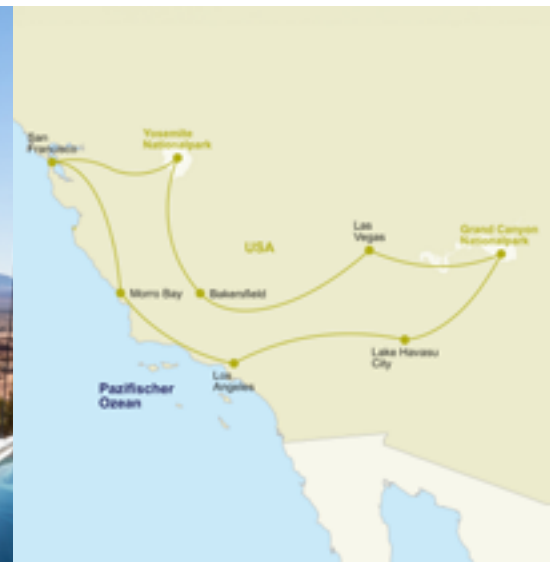 San
Francisco
Yosemite
Nationalpark
USA
Las
Vegas
Grand Canyon
Nationalpark
Morro Bay
Bakersfield
Lake Havasu
City
Los
Angeles
Pazifischer
Ozean